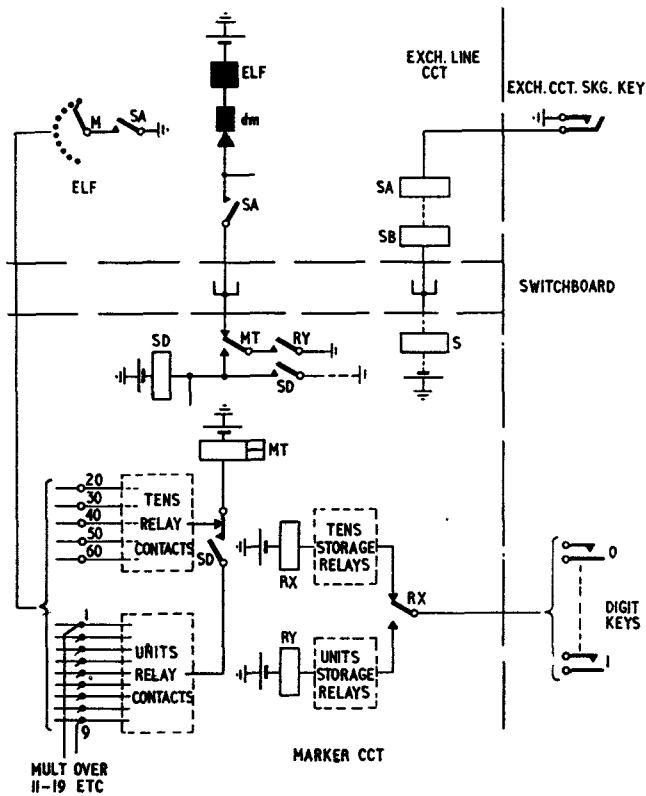 ELF
EXCH. LINE
CCT
EXCH. CCT. SKG. KEY
dm
M
SA
ELF
SA
SA
SB
SWITCHBOARD
MT
RY
SD
S
SD
MT
20
30
40
50
60
TENS
RELAY
CONTACTS
SD
RX
TENS
STORAGE
RELAYS
RX
0
DIGIT
KEYS
1
1
UNITS
RELAY
CONTACTS
9
RY
UNITS
STORAGE
RELAYS
MULT OVER
11-19 ETC
MARKER CCT